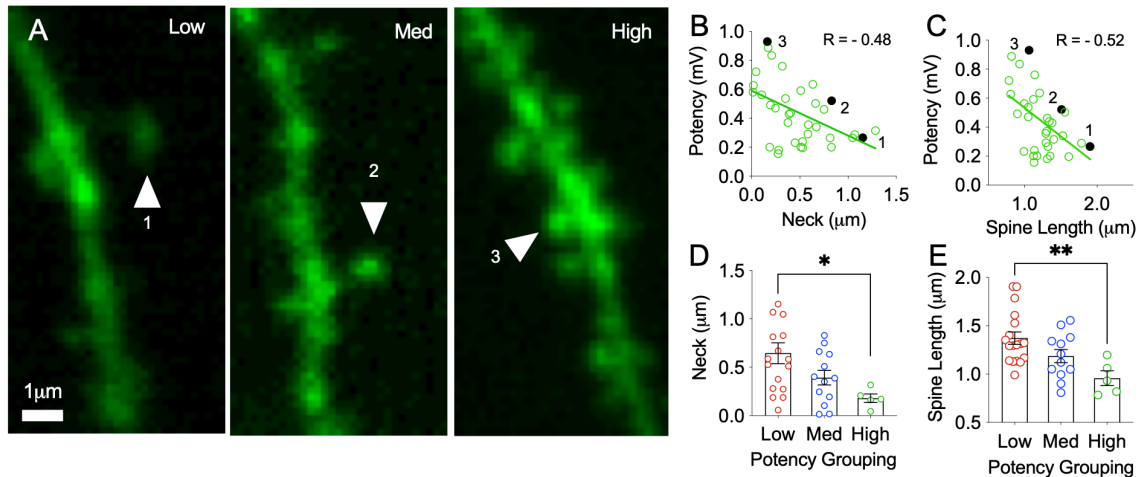 A
Low
1
1μm
Med
2
High
3
B
R = - 0.48
Potency (mV)
1.0
0.8
0.6
0.4
0.2
0.0
3
2
1
0.0 0.5 1.0 1.5
Neck (μm)
C
R = - 0.52
Potency (mV)
1.0
0.8
0.6
0.4
0.2
0.0
3
2
1
1.0 2.0
Spine Length (μm)
D
*
Neck (μm)
1.5
1.0
0.5
0.0
Low Med High
Potency Grouping
E
**
Spine Length (μm)
2.0
1.5
1.0
0.5
Low Med High
Potency Grouping